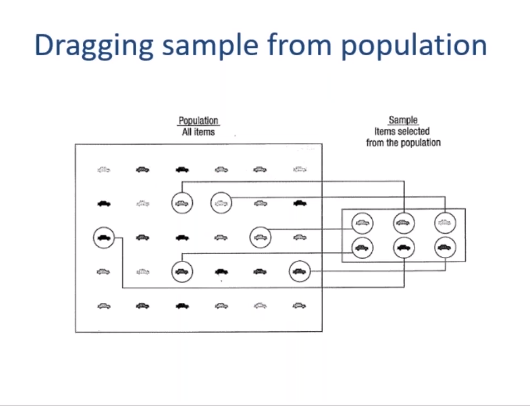 Dragging sample from population
Population
All items
Sample
Items selected
from the population